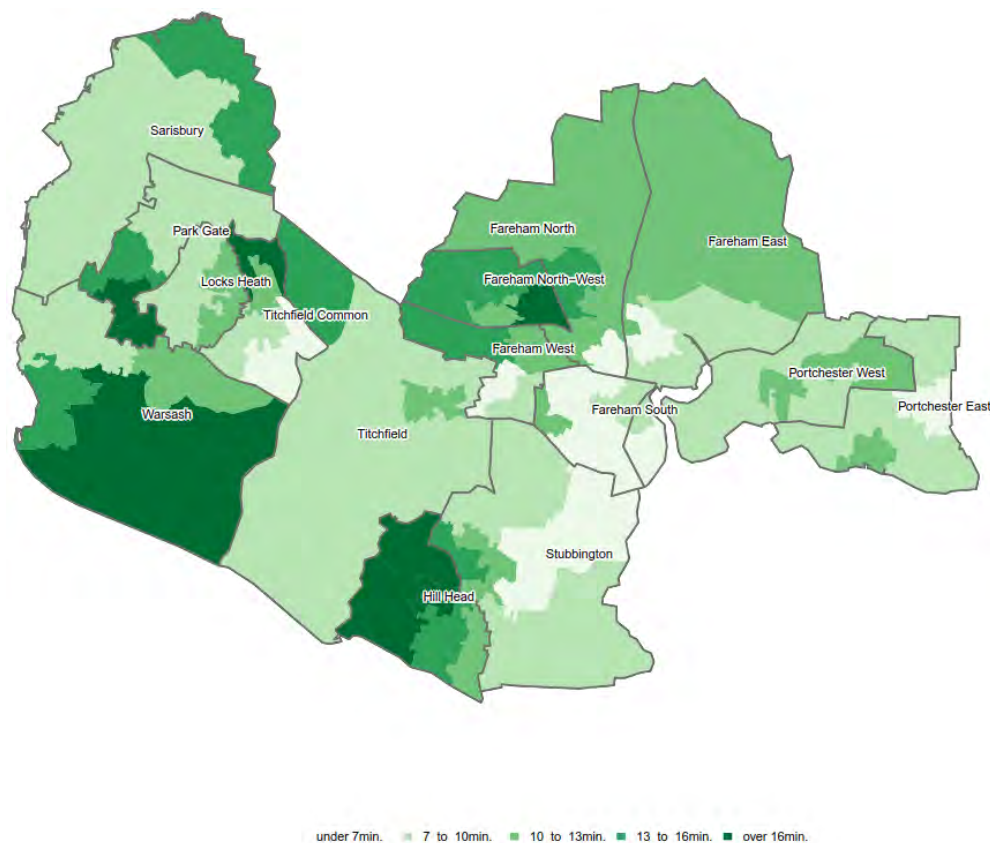 Sarisbury
Park Gate
Fareham North
Fareham East
Locks Heath
Fareham North-West
Titchfield Common
Fareham West
Portchester West
Warsash
Titchfield
Fareham South
Portchester East
Stubbington
Hill Head
under 7min. 7 to 10min. 10 to 13min. 13 to 16min. over 16min.